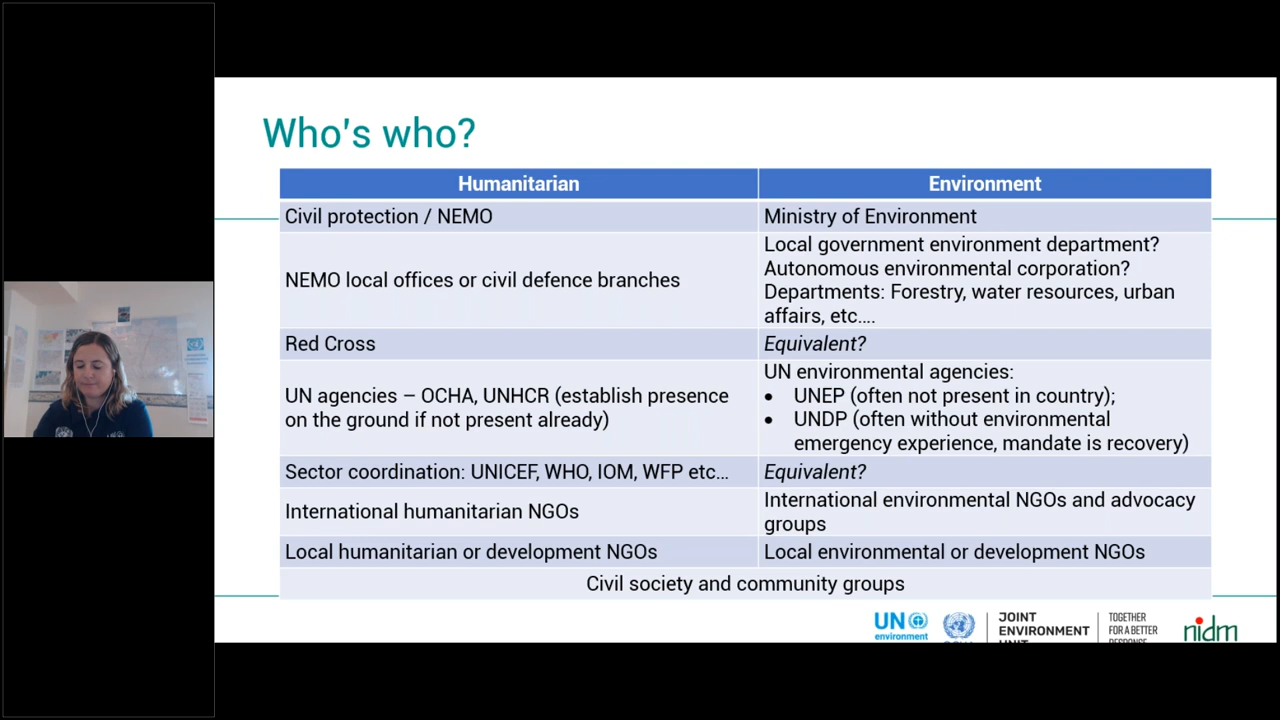 Who's who?
Humanitarian
Environment
Civil protection / NEMO
Ministry of Environment
NEMO local offices or civil defence branches
Local government environment department?
Autonomous environmental corporation?
Departments: Forestry, water resources, urban
affairs, etc....
Red Cross
Equivalent?
UN agencies – OCHA, UNHCR (establish presence
on the ground if not present already)
UN environmental agencies:
• UNEP (often not present in country);
• UNDP (often without environmental
emergency experience, mandate is recovery)
Sector coordination: UNICEF, WHO, IOM, WFP etc…
Equivalent?
International humanitarian NGOs
International environmental NGOs and advocacy
groups
Local humanitarian or development NGOs
Local environmental or development NGOs
Civil society and community groups
UN
environment
JOINT
ENVIRONMENT
UNIT
TOGETHER
FOR A BETTER
RESPONSE
nidm